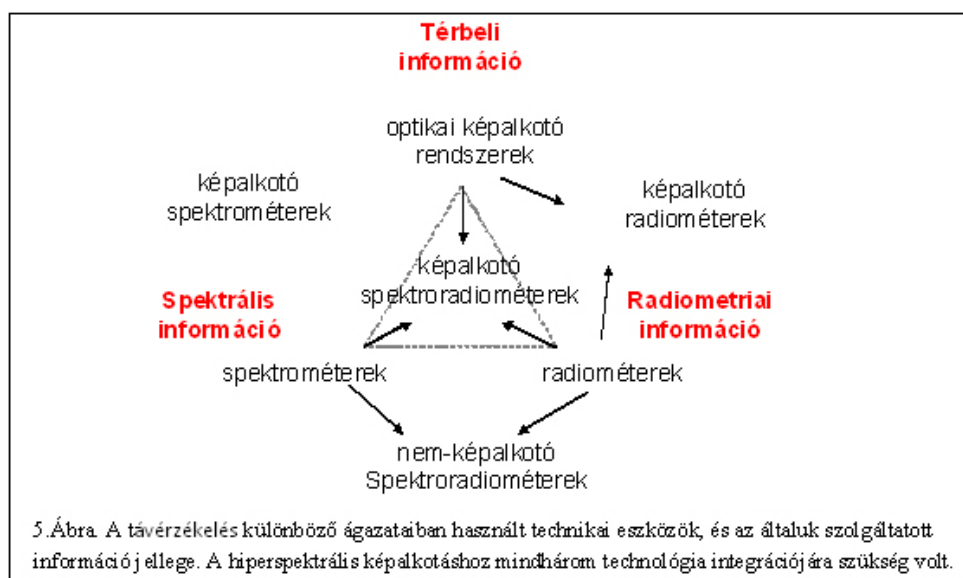 Térbeli
információ
optikai képalkotó
rendszerek
képalkotó
spektrométerek
képalkotó
radiométerek
képalkotó
spektroradiométerek
Spektrális
információ
Radiometriai
információ
spektrométerek
radiométerek
nem-képalkotó
Spektroradiométerek
5.Ábra. A távérzékelés különböző ágazataiban használt technikai eszközök, és az általuk szolgáltatott
információ jellege. A hiperspektrális képalkotáshoz mindhárom technológia integrációjára szükség volt.